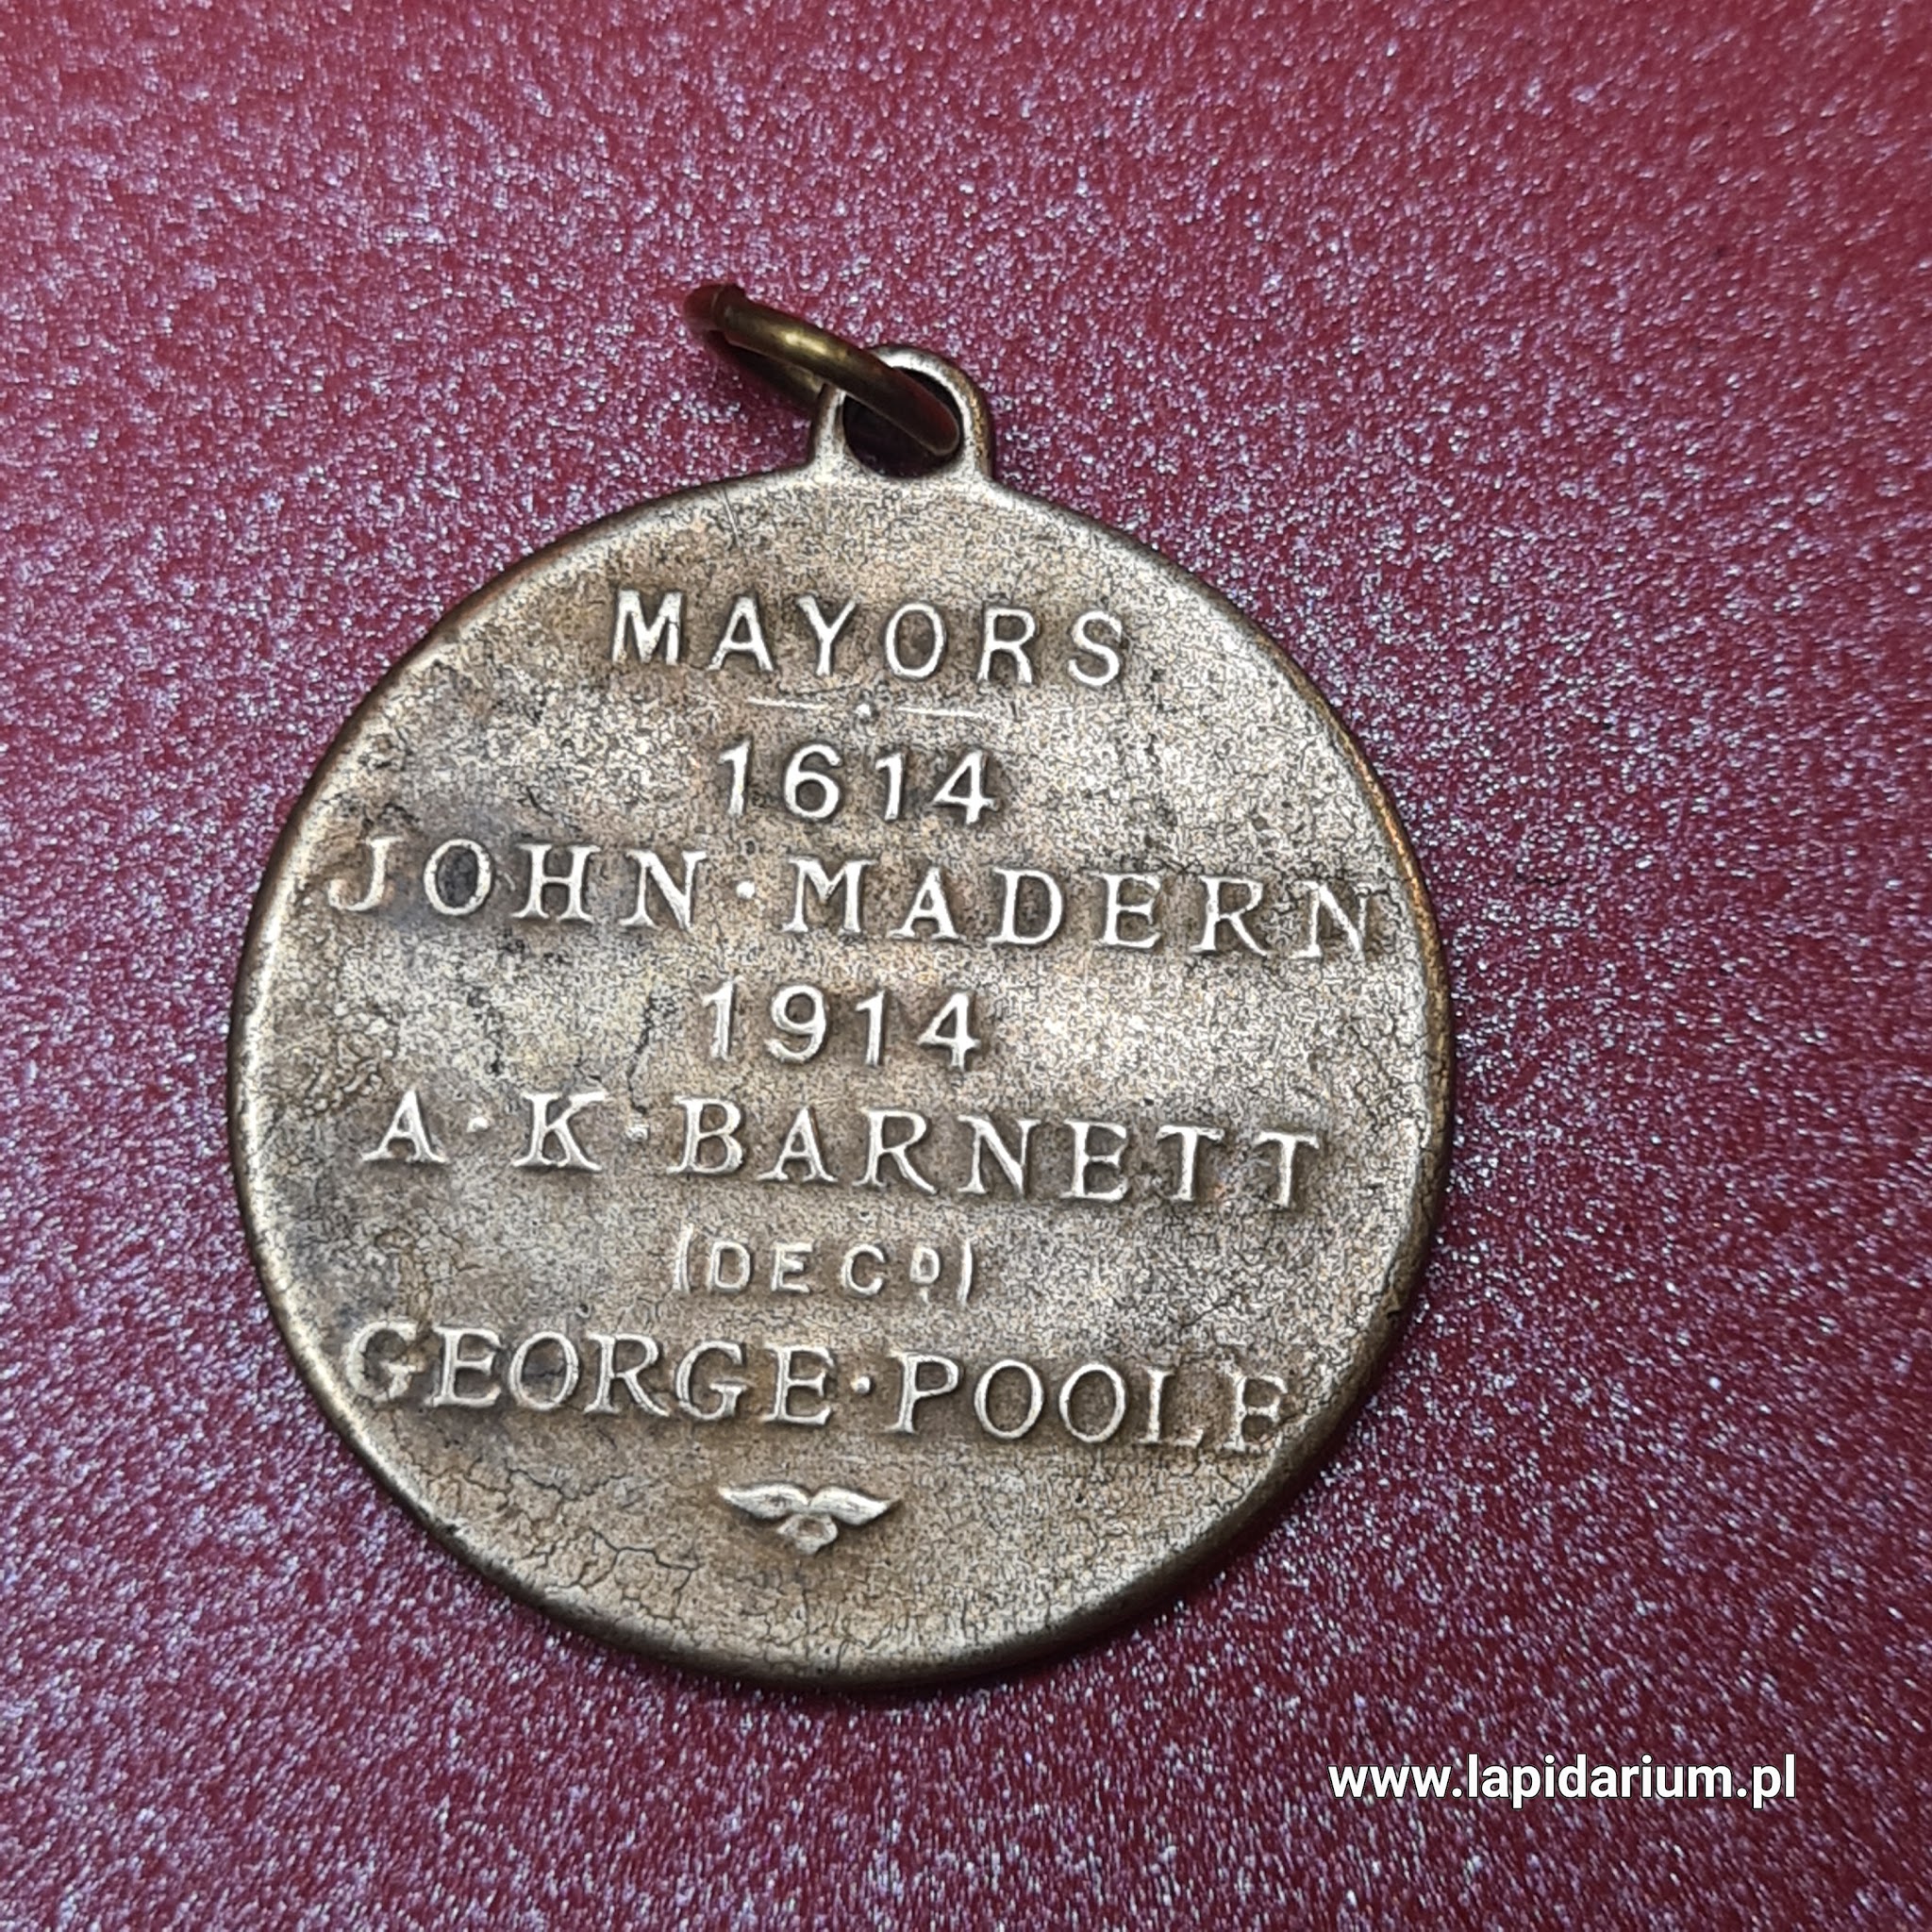 MAYORS
1614
JOHN·MADERN
1914
A·K·BARNETT
(DECD)
GEORGE·POOLE
www.lapidarium.pl